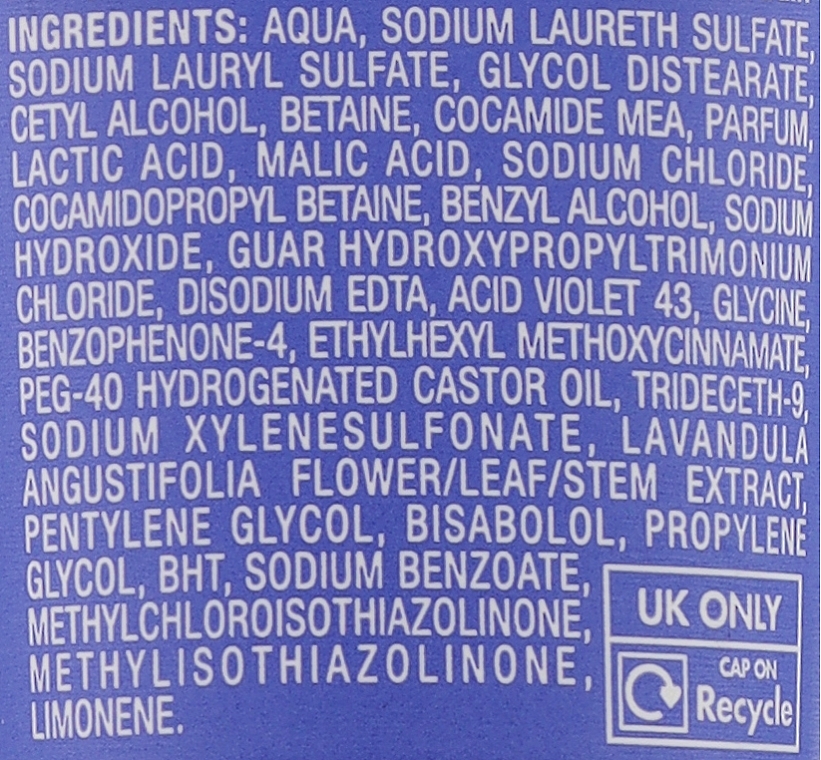 INGREDIENTS: AQUA, SODIUM LAURETH SULFATE,
SODIUM LAURYL SULFATE, GLYCOL DISTEARATE,
CETYL ALCOHOL, BETAINE, COCAMIDE MEA, PARFUM,
LACTIC ACID, MALIC ACID, SODIUM CHLORIDE,
COCAMIDOPROPYL BETAINE, BENZYL ALCOHOL, SODIUM
HYDROXIDE, GUAR HYDROXYPROPYLTRIMONIUM
CHLORIDE, DISODIUM EDTA, ACID VIOLET 43, GLYCINE,
BENZOPHENONE-4, ETHYLHEXYL METHOXYCINNAMATE,
PEG-40 HYDROGENATED CASTOR OIL, TRIDECETH-9,
SODIUM XYLENESULFONATE, LAVANDULA
ANGUSTIFOLIA FLOWER/LEAF/STEM EXTRACT,
PENTYLENE GLYCOL, BISABOLOL, PROPYLENE
GLYCOL, BHT, SODIUM BENZOATE,
METHYLCHLOROISOTHIAZOLINONE,
METHYLISOTHIAZOLINONE,
LIMONENE.
UK ONLY
CAP ON
Recycle